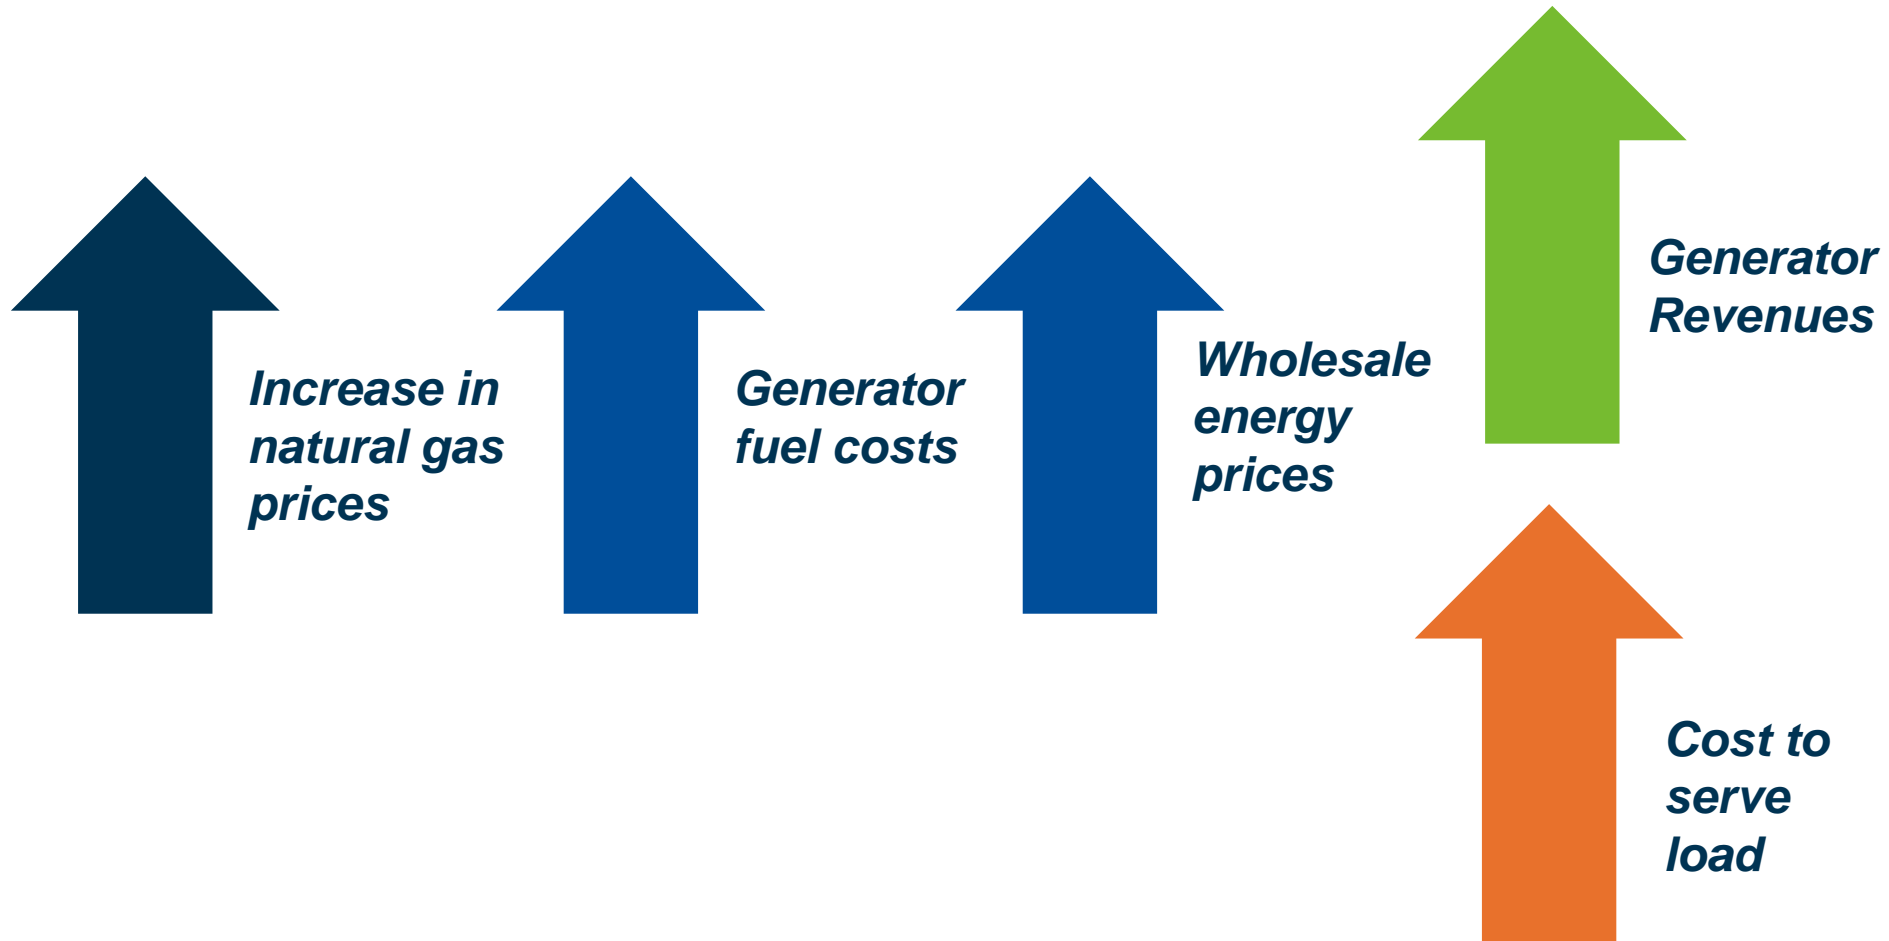 Increase in
natural gas
prices
Generator
fuel costs
Wholesale
energy
prices
Generator
Revenues
Cost to
serve
load